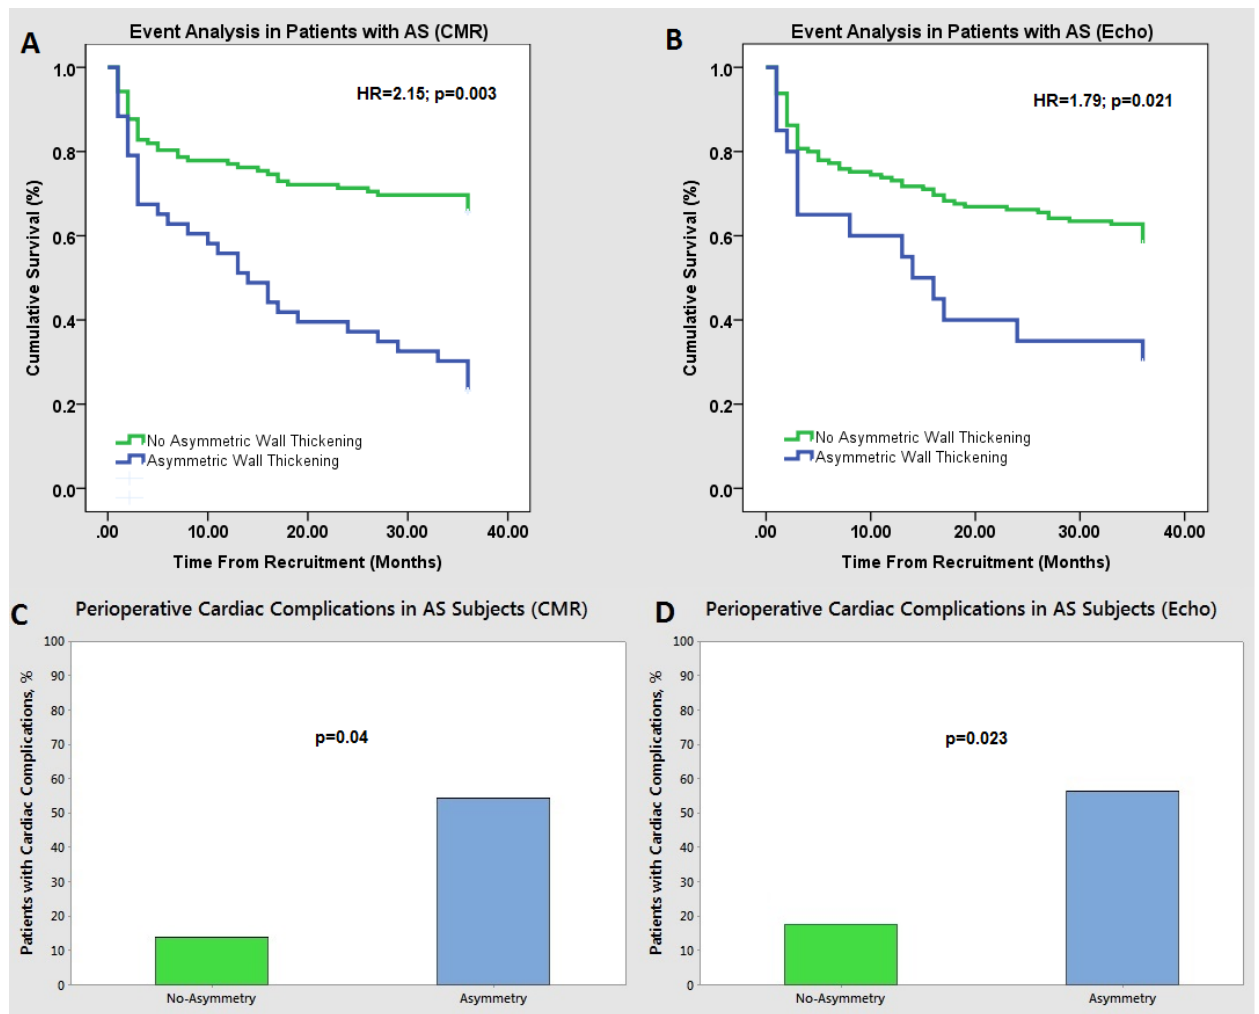 A
Event Analysis in Patients with AS (CMR)
HR=2.15; p=0.003
Cumulative Survival (%)
1.0
0.8
0.6
0.4
0.2
0.0
No Asymmetric Wall Thickening
Asymmetric Wall Thickening
.00 10.00 20.00 30.00 40.00
Time From Recruitment (Months)
B
Event Analysis in Patients with AS (Echo)
HR=1.79; p=0.021
Cumulative Survival (%)
1.0
0.8
0.6
0.4
0.2
0.0
No Asymmetric Wall Thickening
Asymmetric Wall Thickening
.00 10.00 20.00 30.00 40.00
Time From Recruitment (Months)
C
Perioperative Cardiac Complications in AS Subjects (CMR)
Patients with Cardiac Complications, %
100
90
80
70
60
50
40
30
20
10
0
p=0.04
No-Asymmetry Asymmetry
D
Perioperative Cardiac Complications in AS Subjects (Echo)
Patients with Cardiac Complications, %
100
90
80
70
60
50
40
30
20
10
0
p=0.023
No-Asymmetry Asymmetry